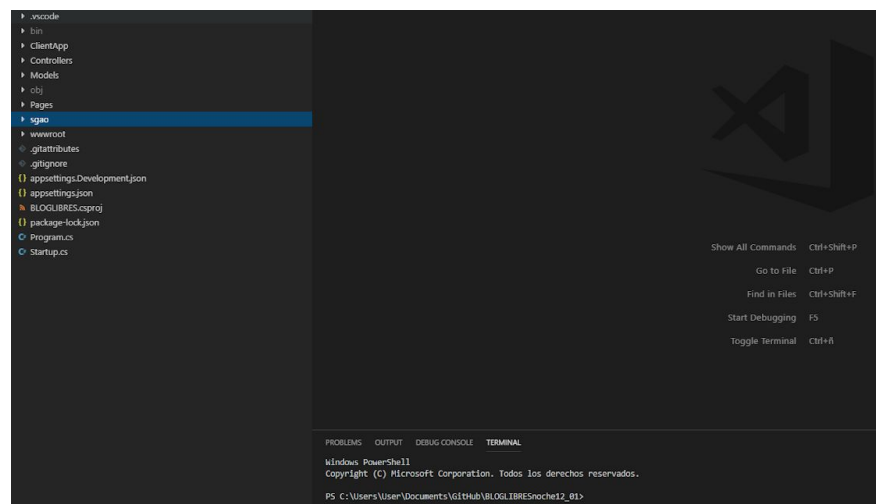 .vscode
bin
ClientApp
Controllers
Models
obj
Pages
sgao
wwwroot
.gitattributes
.gitignore
{} appsettings.Development.json
{} appsettings.json
BLOGLIBRES.csproj
{} package-lock.json
C# Program.cs
C# Startup.cs
Show All Commands Ctrl+Shift+P
Go to File Ctrl+P
Find in Files Ctrl+Shift+F
Start Debugging F5
Toggle Terminal Ctrl+ñ
PROBLEMS OUTPUT DEBUG CONSOLE TERMINAL
Windows PowerShell
Copyright (C) Microsoft Corporation. Todos los derechos reservados.
PS C:\Users\User\Documents\GitHub\BLOGLIBRESnoche12_01>